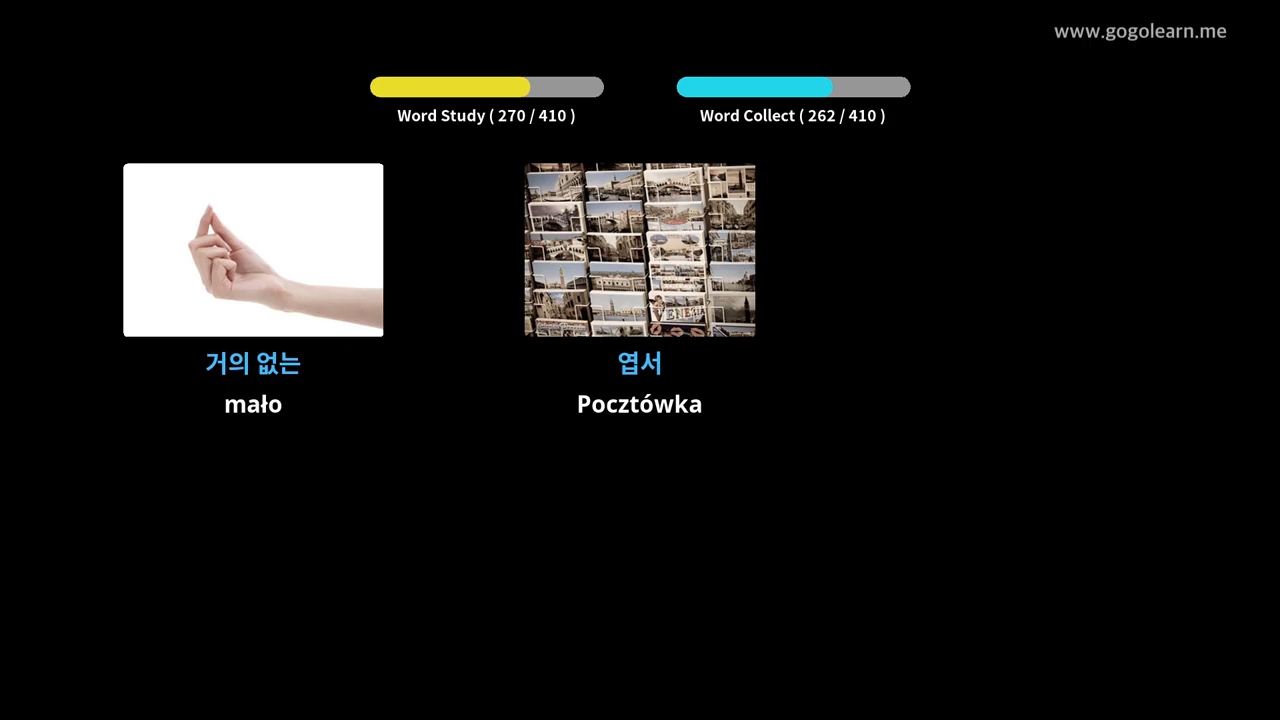 www.gogolearn.me
Word Study ( 270 / 410 )
Word Collect ( 262 / 410 )
VENEZ
거의 없는
mało
엽서
Pocztówka